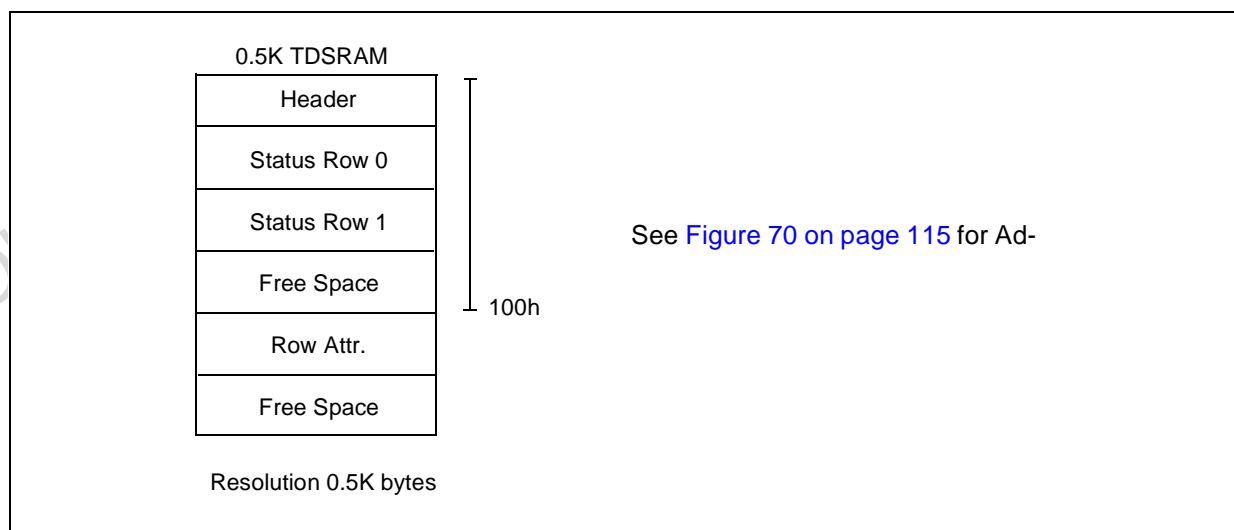 0.5K TDSRAM
Header
Status Row 0
Status Row 1
See Figure 70 on page 115 for Ad-
Free Space
100h
Row Attr.
Free Space
Resolution 0.5K bytes